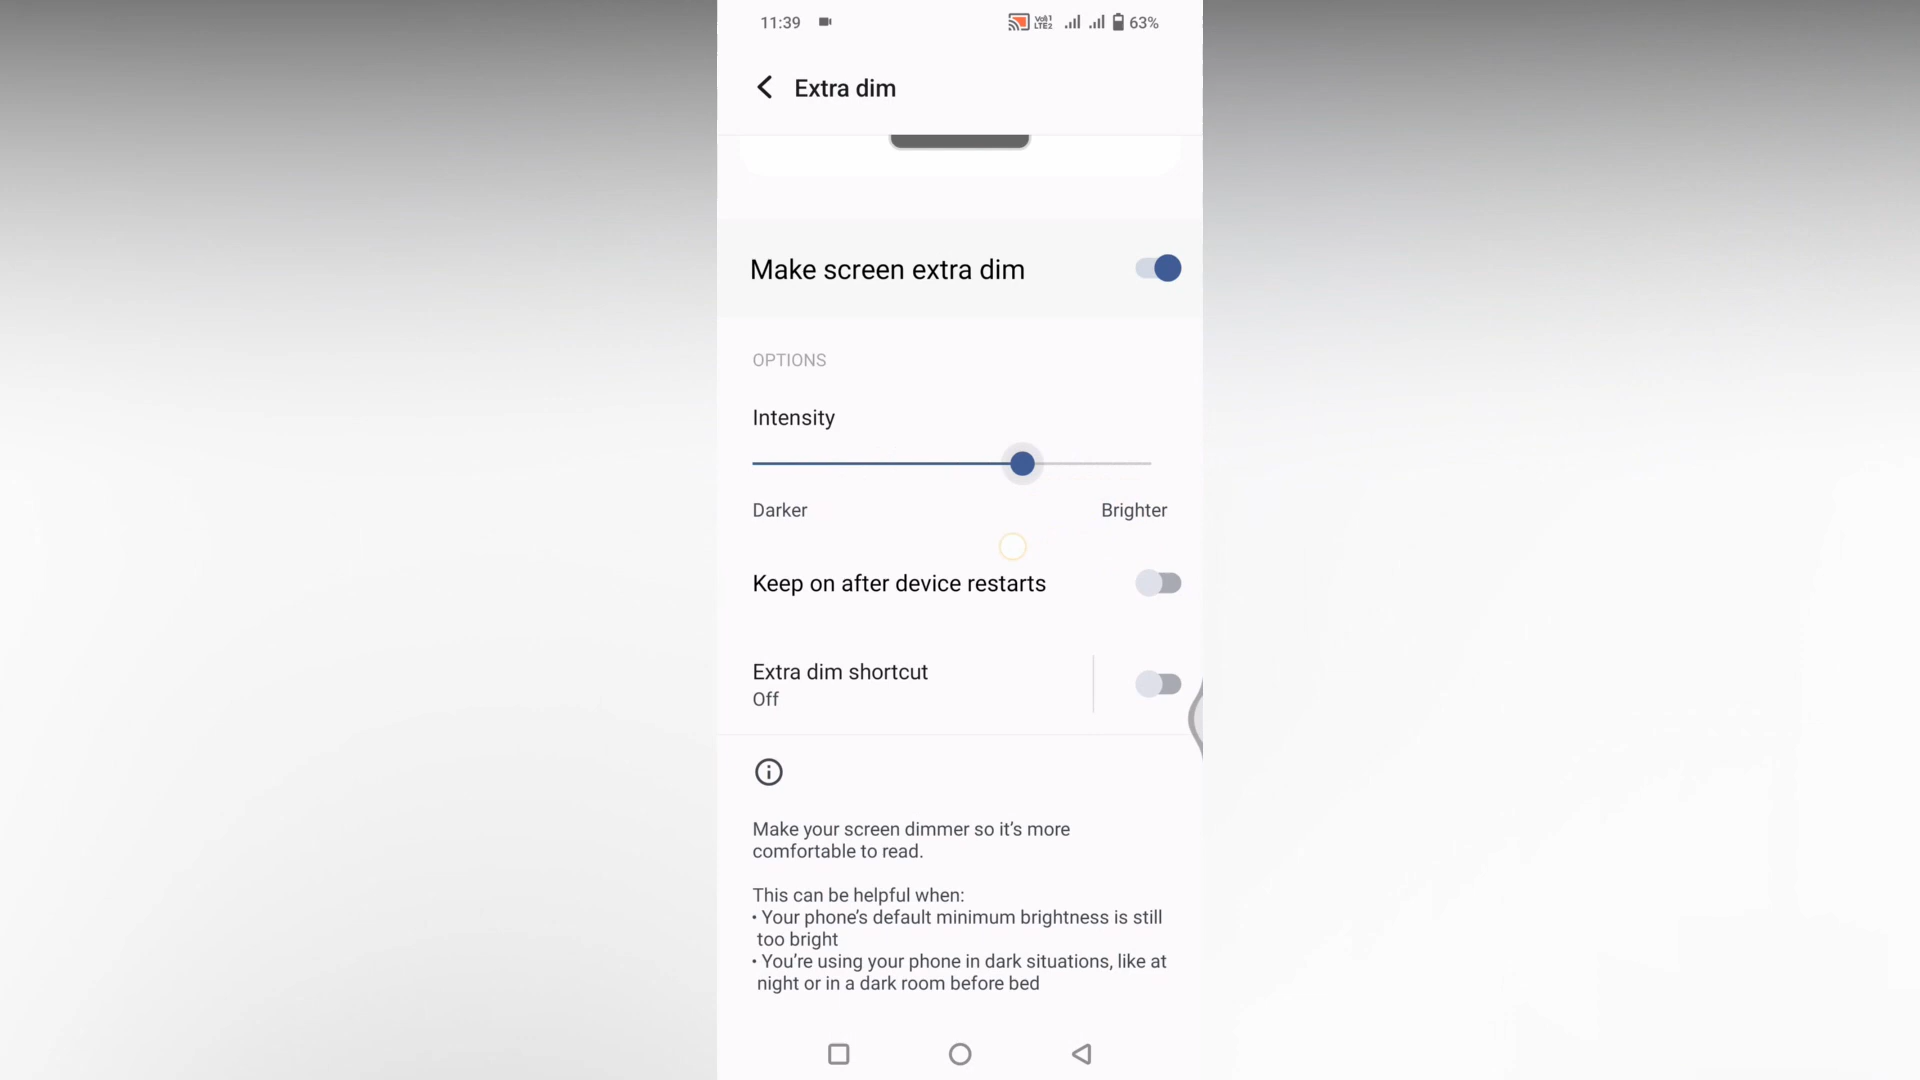 11:39 63%
Extra dim
Make screen extra dim
OPTIONS
Intensity
Darker Brighter
Keep on after device restarts
Extra dim shortcut
Off
Make your screen dimmer so it’s more
comfortable to read.
This can be helpful when:
• Your phone’s default minimum brightness is still
too bright
• You’re using your phone in dark situations, like at
night or in a dark room before bed